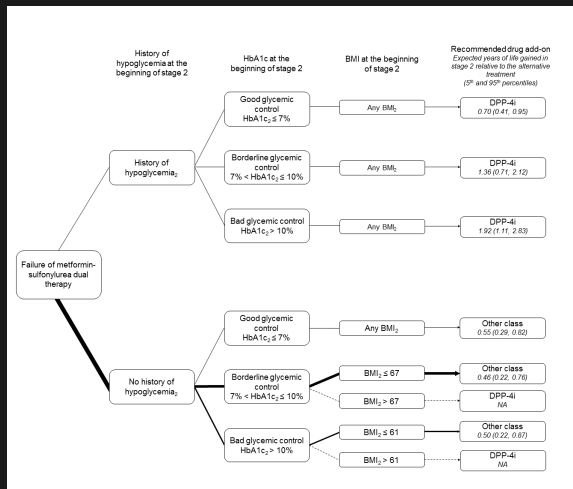 History of
hypoglycemia at the
beginning of stage 2
HbA1c at the
beginning of stage 2
BMI at the beginning
of stage 2
Recommended drug add-on
Expected years of life gained in
stage 2 relative to the alternative
treatment
(5th and 95th percentiles)
Good glycemic
control
HbA1c₂ ≤ 7%
Any BMI₂
DPP-4i
0.70 (0.41, 0.95)
History of
hypoglycemia₂
Borderline glycemic
control
7% < HbA1c₂ ≤ 10%
Any BMI₂
DPP-4i
1.36 (0.71, 2.12)
Bad glycemic control
HbA1c₂ > 10%
Any BMI₂
DPP-4i
1.92 (1.11, 2.83)
Failure of metformin-
sulfonylurea dual
therapy
Good glycemic
control
HbA1c₂ ≤ 7%
Any BMI₂
Other class
0.55 (0.29, 0.82)
No history of
hypoglycemia₂
Borderline glycemic
control
7% < HbA1c₂ ≤ 10%
BMI₂ ≤ 67
Other class
0.46 (0.22, 0.76)
BMI₂ > 67
DPP-4i
NA
Bad glycemic control
HbA1c₂ > 10%
BMI₂ ≤ 61
Other class
0.50 (0.22, 0.87)
BMI₂ > 61
DPP-4i
NA